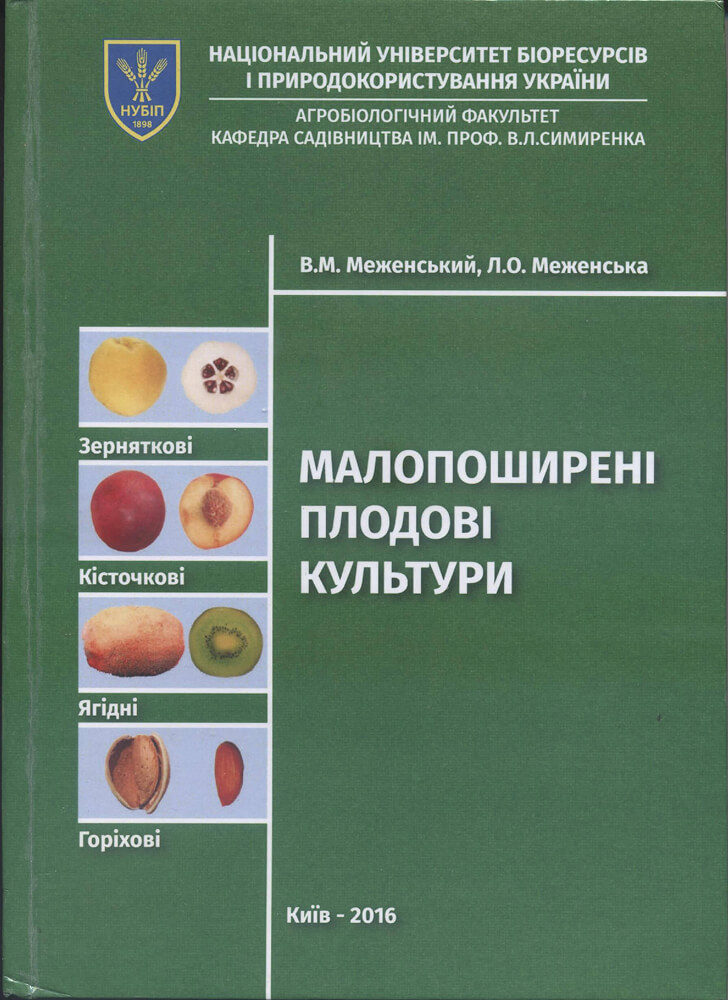 НУБІП
1898
НАЦІОНАЛЬНИЙ УНІВЕРСИТЕТ БІОРЕСУРСІВ
І ПРИРОДОКОРИСТУВАННЯ УКРАЇНИ
АГРОБІОЛОГІЧНИЙ ФАКУЛЬТЕТ
КАФЕДРА САДІВНИЦТВА ІМ. ПРОФ. В.Л.СИМИРЕНКА
В.М. Меженський, Л.О. Меженська
Зерняткові
Кісточкові
Ягідні
Горіхові
МАЛОПОШИРЕНІ
ПЛОДОВІ
КУЛЬТУРИ
Київ - 2016